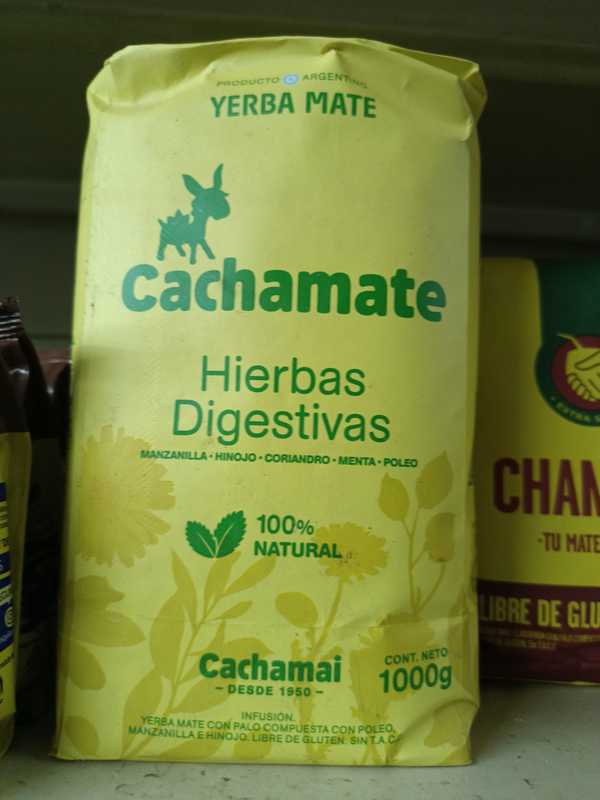 PRODUCTO ARGENTINO
YERBA MATE
Cachamate
Hierbas
Digestivas
MANZANILLA • HINOJO • CORIANDRO • MENTA • POLEO
100%
NATURAL
Cachamai
– DESDE 1950 –
CONT. NETO
1000g
INFUSIÓN.
YERBA MATE CON PALO COMPUESTA CON POLEO,
MANZANILLA E HINOJO. LIBRE DE GLUTEN. SIN T.A.C.C.
EXTRA
CHAM
-TU MATE
LIBRE DE GLU